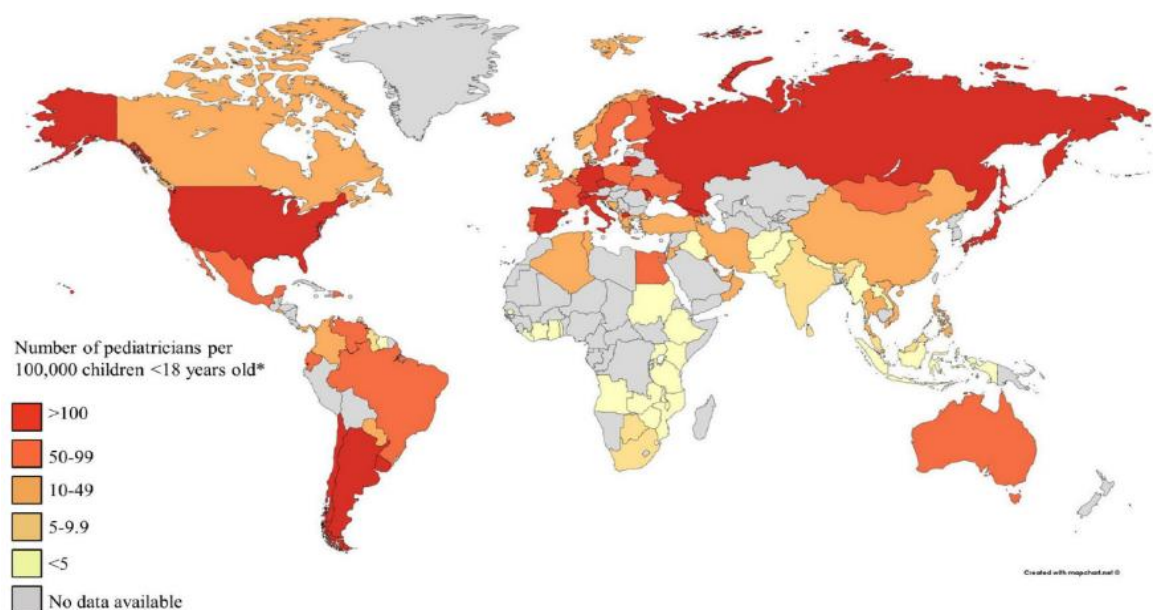 Number of pediatricians per
100,000 children <18 years old*
>100
50-99
10-49
5-9.9
<5
No data available
Created with mapchart.net ©